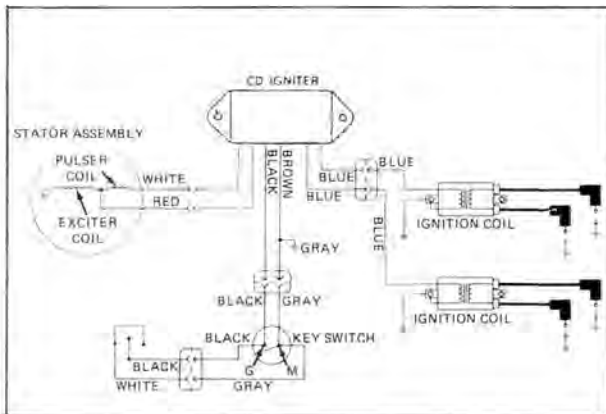 CD IGNITER
STATOR ASSEMBLY
PULSER
COIL
WHITE
RED
EXCITER
COIL
BLACK
BROWN
BLUE
BLUE
BLUE
BLUE
GRAY
IGNITION COIL
IGNITION COIL
BLACK GRAY
BLACK KEY SWITCH
BLACK
G M
WHITE GRAY